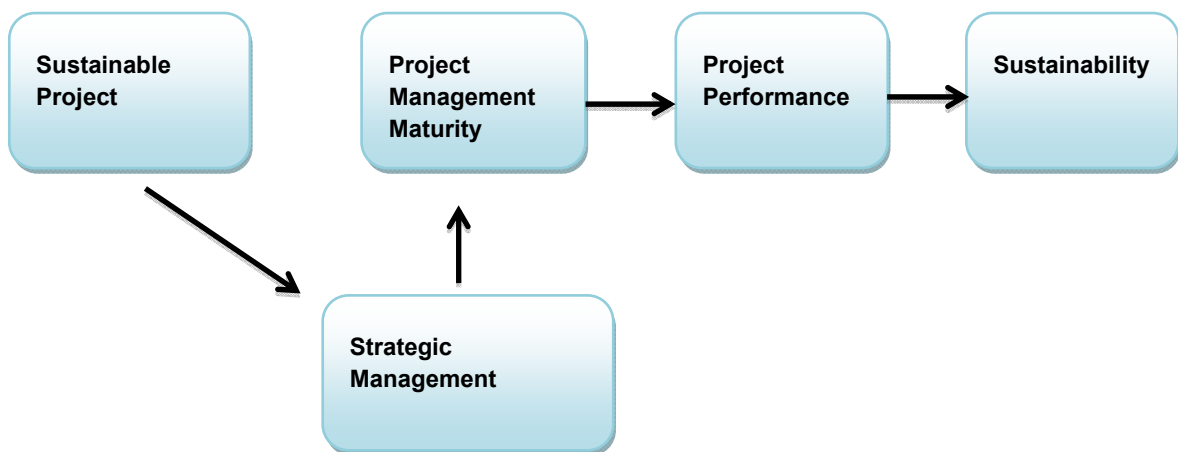 Sustainable
Project
Project
Management
Maturity
Project
Performance
Sustainability
Strategic
Management